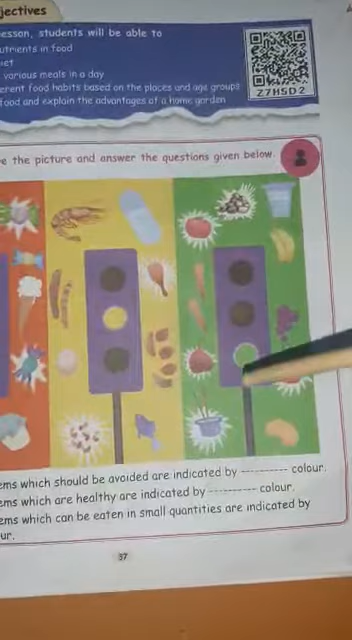 jectives
esson, students will be able to
utrients in food
iet
various meals in a day
erent food habits based on the places and age groups
food and explain the advantages of a home garden
Z7H5D2
e the picture and answer the questions given below.
ems which should be avoided are indicated by ---------- colour.
ems which are healthy are indicated by ---------- colour.
ems which can be eaten in small quantities are indicated by
ur.
37